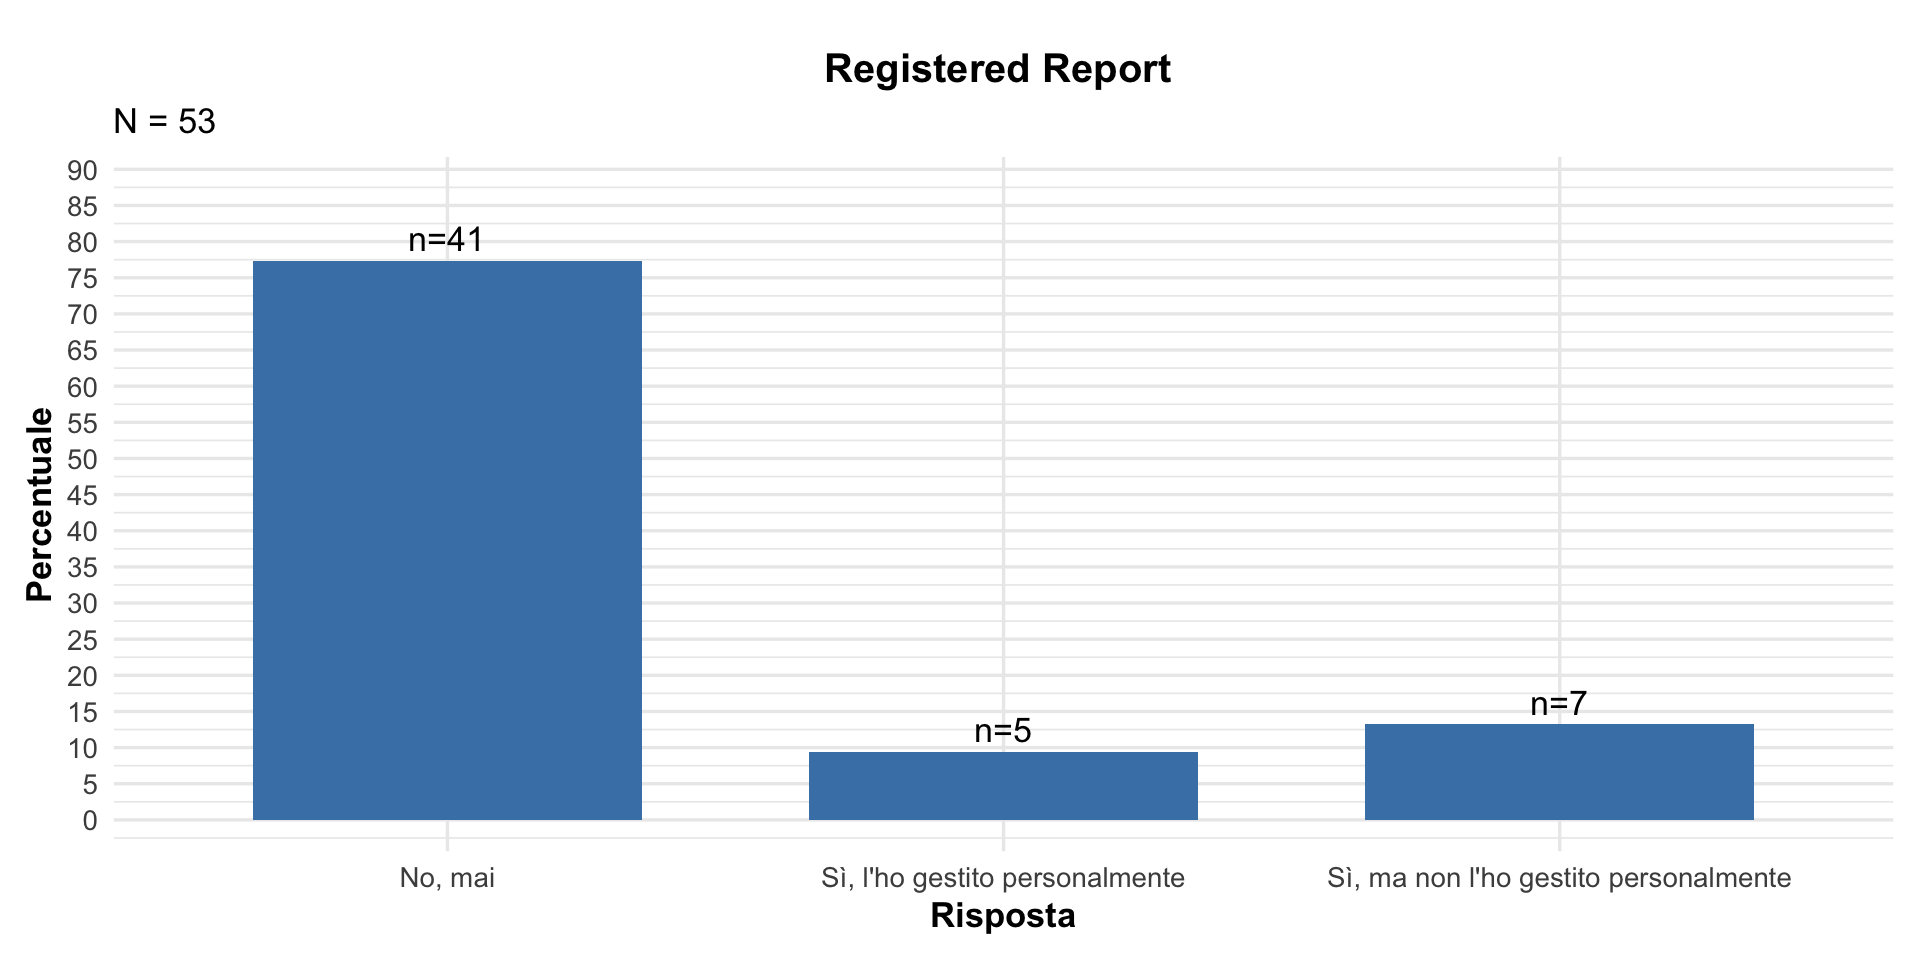 Registered Report
N = 53
90
85
80
75
70
65
60
55
50
45
40
35
30
25
20
15
10
5
0
Percentuale
n=41
n=5
n=7
No, mai
Sì, l'ho gestito personalmente
Sì, ma non l'ho gestito personalmente
Risposta